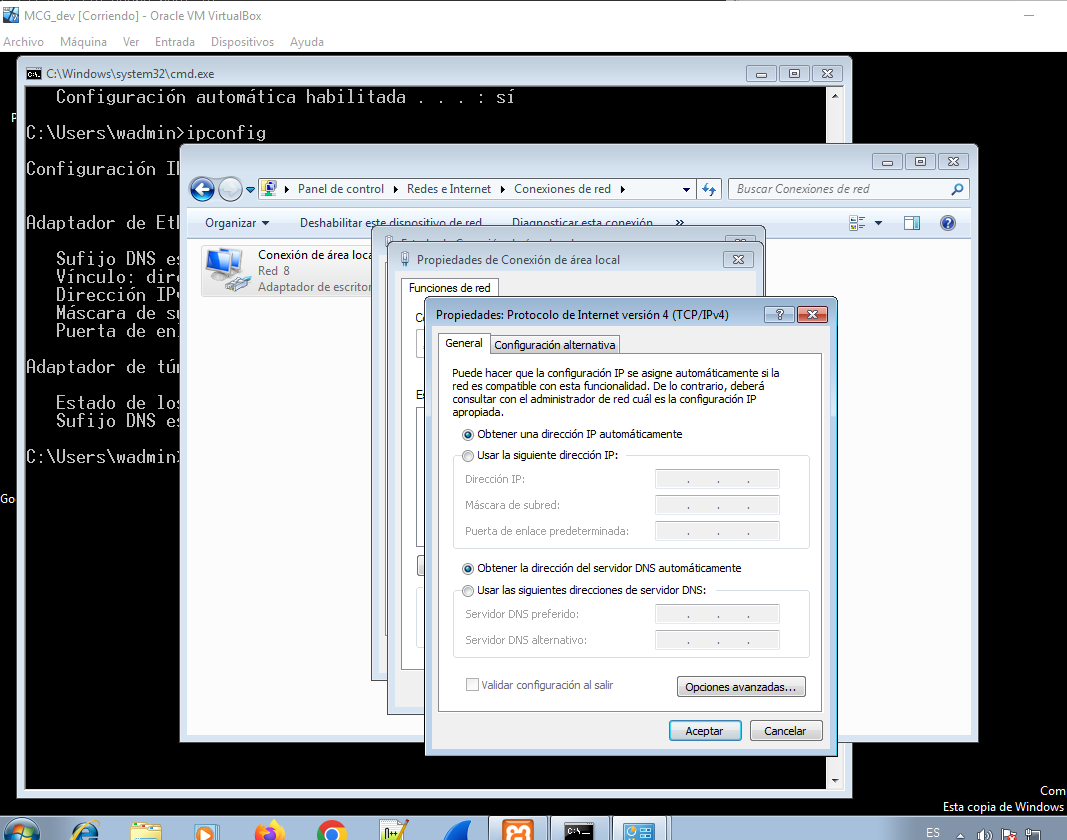 MCG_dev [Corriendo] - Oracle VM VirtualBox
Archivo Máquina Ver Entrada Dispositivos Ayuda
C:\Windows\system32\cmd.exe
Configuración automática habilitada . . . : sí
C:\Users\wadmin>ipconfig
Configuración
Adaptador de
Sufijo DNS
Vínculo:
Dirección
Máscara de
Puerta de
Adaptador de
Estado de los
Sufijo DNS
C:\Users\wadmin>
Panel de control Redes e Internet Conexiones de red
Buscar Conexiones de red
Organizar Deshabilitar este dispositivo de red Diagnosticar esta conexión »
Conexión de área loca
Red 8
Adaptador de escritor
Propiedades de Conexión de área local
Funciones de red
Propiedades: Protocolo de Internet versión 4 (TCP/IPv4)
General Configuración alternativa
Puede hacer que la configuración IP se asigne automáticamente si la
red es compatible con esta funcionalidad. De lo contrario, deberá
consultar con el administrador de red cuál es la configuración IP
apropiada.
Obtener una dirección IP automáticamente
Usar la siguiente dirección IP:
Dirección IP: . . .
Máscara de subred: . . .
Puerta de enlace predeterminada: . . .
Obtener la dirección del servidor DNS automáticamente
Usar las siguientes direcciones de servidor DNS:
Servidor DNS preferido: . . .
Servidor DNS alternativo: . . .
Validar configuración al salir
Opciones avanzadas...
Aceptar Cancelar
Go
Com
Esta copia de Windows
ES